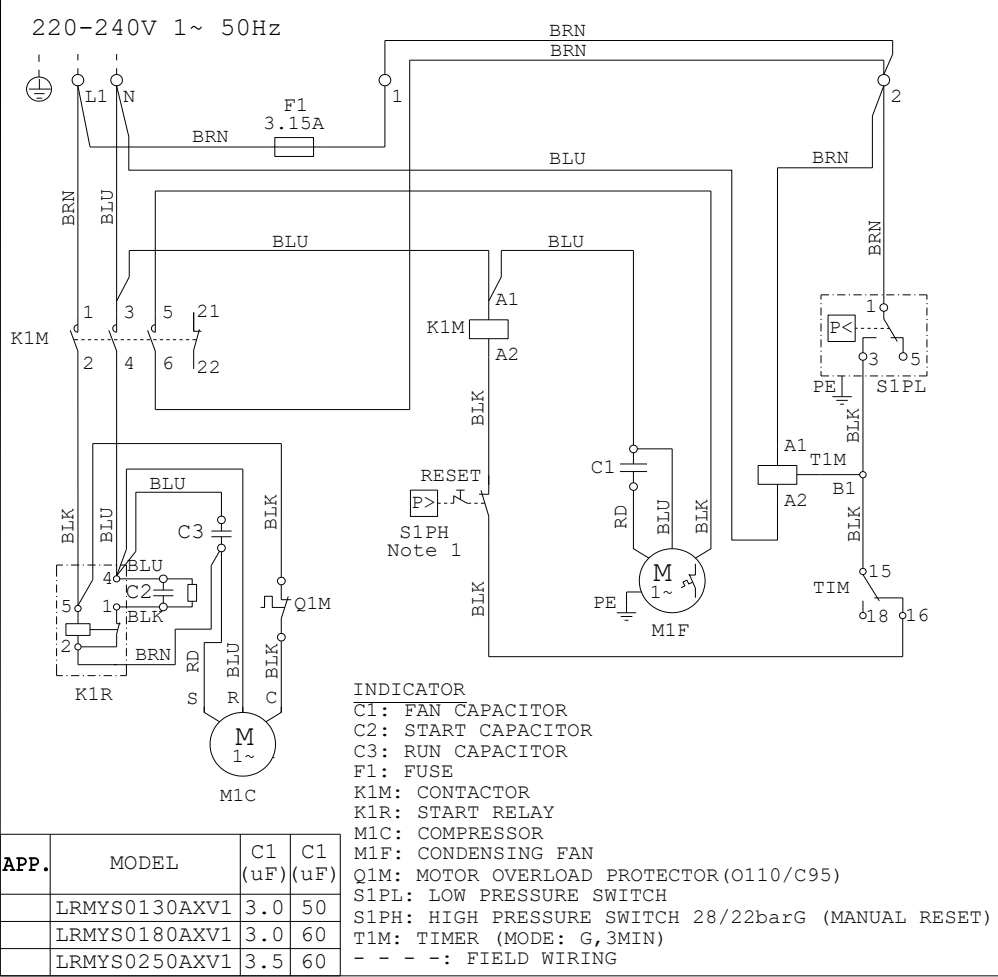 220-240V 1~ 50Hz
BRN
BRN
L1
N
1
2
F1
3.15A
BRN
BLU
BRN
BRN
BLU
BRN
BLU
BLU
K1M
1
3
5
21
2
4
6
22
A1
K1M
A2
1
P<
3
5
PE
S1PL
BLK
BLK
A1
T1M
B1
A2
C1
RESET
P>
S1PH
Note 1
BLU
C3
BLK
BLK
BLU
RD
BLU
BLK
BLK
BLU
4
C2
5
1
BLK
2
BRN
K1R
Q1M
BLK
M
1~
PE
M1F
15
TIM
18
16
RD
BLU
BLK
S
R
C
M
1~
M1C
INDICATOR
C1: FAN CAPACITOR
C2: START CAPACITOR
C3: RUN CAPACITOR
F1: FUSE
K1M: CONTACTOR
K1R: START RELAY
M1C: COMPRESSOR
M1F: CONDENSING FAN
Q1M: MOTOR OVERLOAD PROTECTOR(O110/C95)
S1PL: LOW PRESSURE SWITCH
S1PH: HIGH PRESSURE SWITCH 28/22barG (MANUAL RESET)
T1M: TIMER (MODE: G,3MIN)
- - - -: FIELD WIRING
APP. MODEL C1 (uF) C1 (uF)
LRMYS0130AXV1 3.0 50
LRMYS0180AXV1 3.0 60
LRMYS0250AXV1 3.5 60